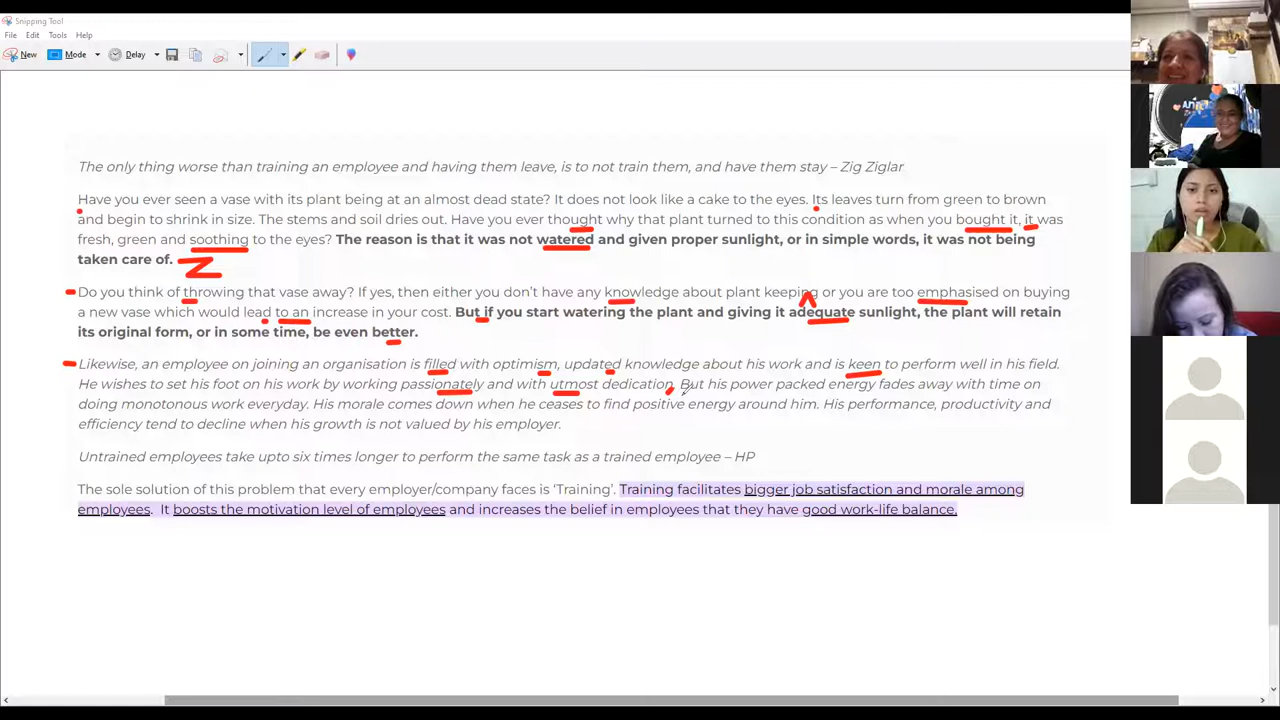 Snipping Tool
File Edit Tools Help
New Mode Delay
The only thing worse than training an employee and having them leave, is to not train them, and have them stay – Zig Ziglar
Have you ever seen a vase with its plant being at an almost dead state? It does not look like a cake to the eyes. Its leaves turn from green to brown
and begin to shrink in size. The stems and soil dries out. Have you ever thought why that plant turned to this condition as when you bought it, it was
fresh, green and soothing to the eyes? The reason is that it was not watered and given proper sunlight, or in simple words, it was not being
taken care of.
Do you think of throwing that vase away? If yes, then either you don’t have any knowledge about plant keeping or you are too emphasised on buying
a new vase which would lead to an increase in your cost. But if you start watering the plant and giving it adequate sunlight, the plant will retain
its original form, or in some time, be even better.
Likewise, an employee on joining an organisation is filled with optimism, updated knowledge about his work and is keen to perform well in his field.
He wishes to set his foot on his work by working passionately and with utmost dedication. But his power packed energy fades away with time on
doing monotonous work everyday. His morale comes down when he ceases to find positive energy around him. His performance, productivity and
efficiency tend to decline when his growth is not valued by his employer.
Untrained employees take upto six times longer to perform the same task as a trained employee – HP
The sole solution of this problem that every employer/company faces is ‘Training’. Training facilitates bigger job satisfaction and morale among
employees. It boosts the motivation level of employees and increases the belief in employees that they have good work-life balance.